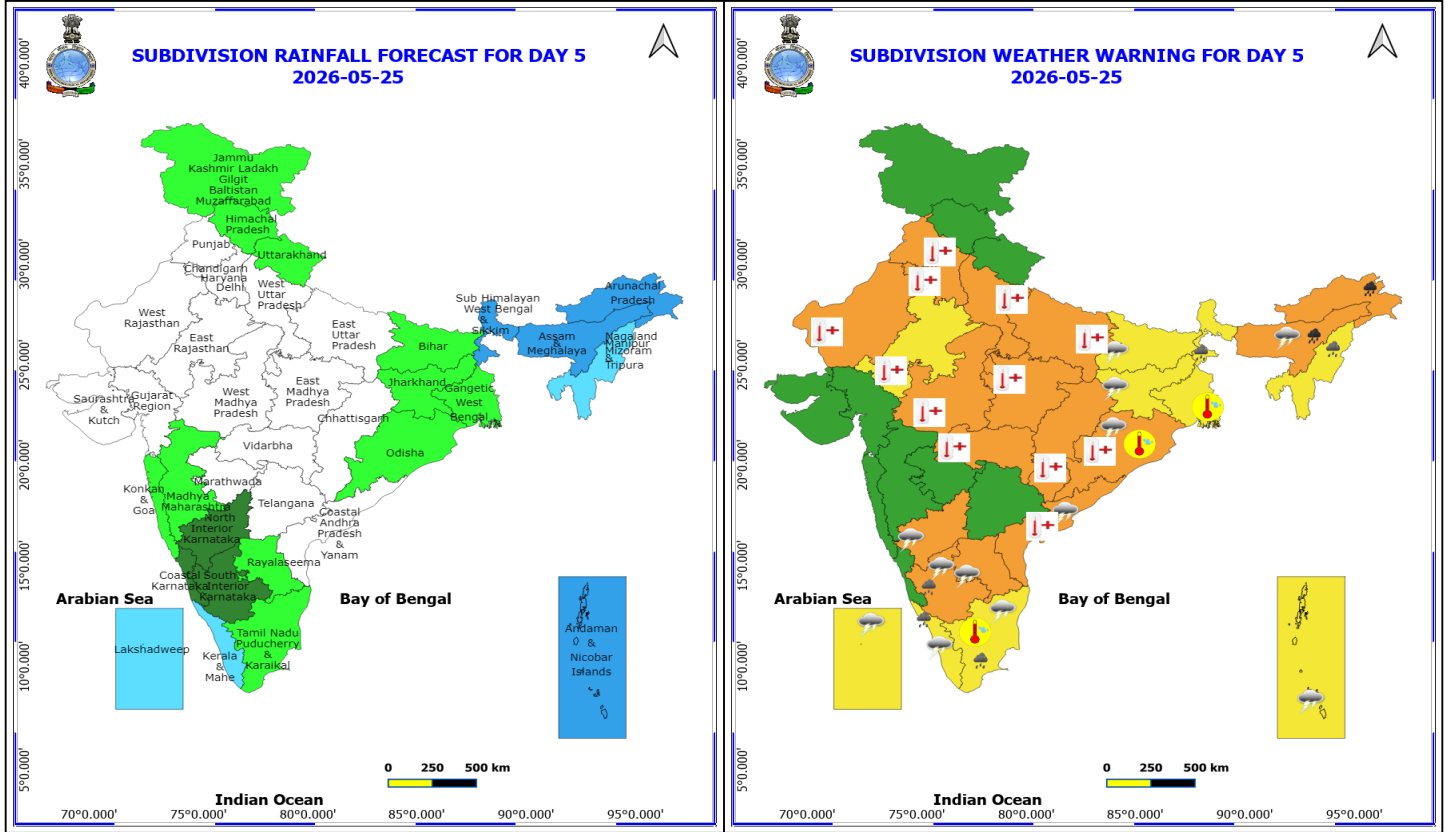 SUBDIVISION RAINFALL FORECAST FOR DAY 5
2026-05-25
40°0.000'
35°0.000'
30°0.000'
25°0.000'
20°0.000'
15°0.000'
10°0.000'
5°0.000'
Jammu
Kashmir Ladakh
Gilgit
Baltistan
Muzaffarabad
Himachal
Pradesh
Punjab
Uttarakhand
Chandigarh
Haryana
Delhi
West
Uttar
Pradesh
West
Rajasthan
East
Rajasthan
East
Uttar
Pradesh
Sub Himalayan
West Bengal
&
Sikkim
Arunachal
Pradesh
Assam
&
Meghalaya
Nagaland
Manipur
Mizoram
&
Tripura
Bihar
Jharkhand
Gangetic
West
Bengal
Saurashtra
&
Kutch
Gujarat
Region
West
Madhya
Pradesh
East
Madhya
Pradesh
Chhattisgarh
Odisha
Vidarbha
Konkan
&
Goa
Marathwada
Madhya
Maharashtra
Telangana
Coastal
Andhra
Pradesh
&
Yanam
North
Interior
Karnataka
Rayalaseema
Coastal
Karnataka
South
Interior
Karnataka
Arabian Sea
Bay of Bengal
Lakshadweep
Kerala
&
Mahe
Tamil Nadu
Puducherry
&
Karaikal
Andaman
&
Nicobar
Islands
0 250 500 km
Indian Ocean
70°0.000' 75°0.000' 80°0.000' 85°0.000' 90°0.000' 95°0.000'
SUBDIVISION WEATHER WARNING FOR DAY 5
2026-05-25
40°0.000'
35°0.000'
30°0.000'
25°0.000'
20°0.000'
15°0.000'
10°0.000'
5°0.000'
Arabian Sea
Bay of Bengal
0 250 500 km
Indian Ocean
70°0.000' 75°0.000' 80°0.000' 85°0.000' 90°0.000' 95°0.000'